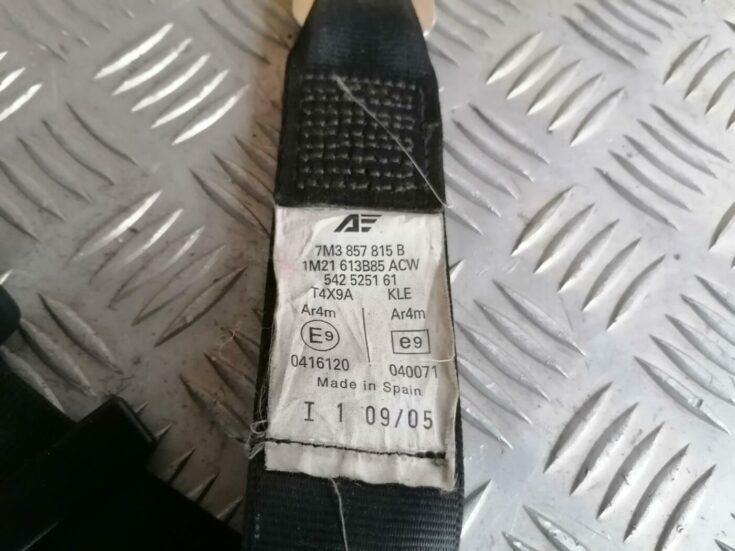 AE
7M3 857 815 B
1M21 613B85 ACW
542 5251 61
T4X9A KLE
Ar4m Ar4m
E9 e9
0416120 040071
Made in Spain
I 1 09/05